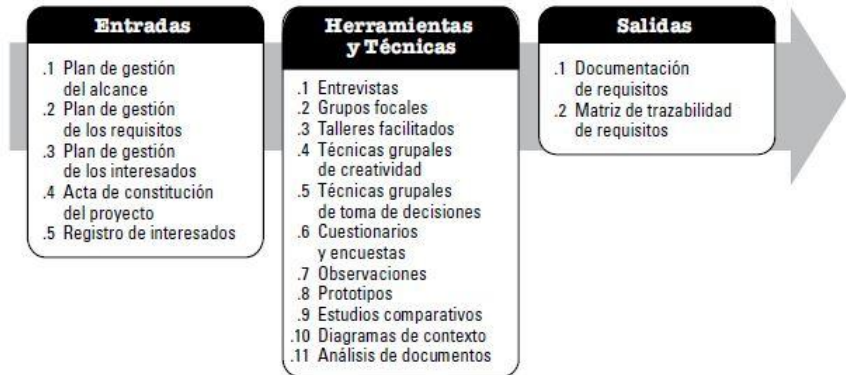 Entradas
.1 Plan de gestión
del alcance
.2 Plan de gestión
de los requisitos
.3 Plan de gestión
de los interesados
.4 Acta de constitución
del proyecto
.5 Registro de interesados
Herramientas
y Técnicas
.1 Entrevistas
.2 Grupos focales
.3 Talleres facilitados
.4 Técnicas grupales
de creatividad
.5 Técnicas grupales
de toma de decisiones
.6 Cuestionarios
y encuestas
.7 Observaciones
.8 Prototipos
.9 Estudios comparativos
.10 Diagramas de contexto
.11 Análisis de documentos
Salidas
.1 Documentación
de requisitos
.2 Matriz de trazabilidad
de requisitos